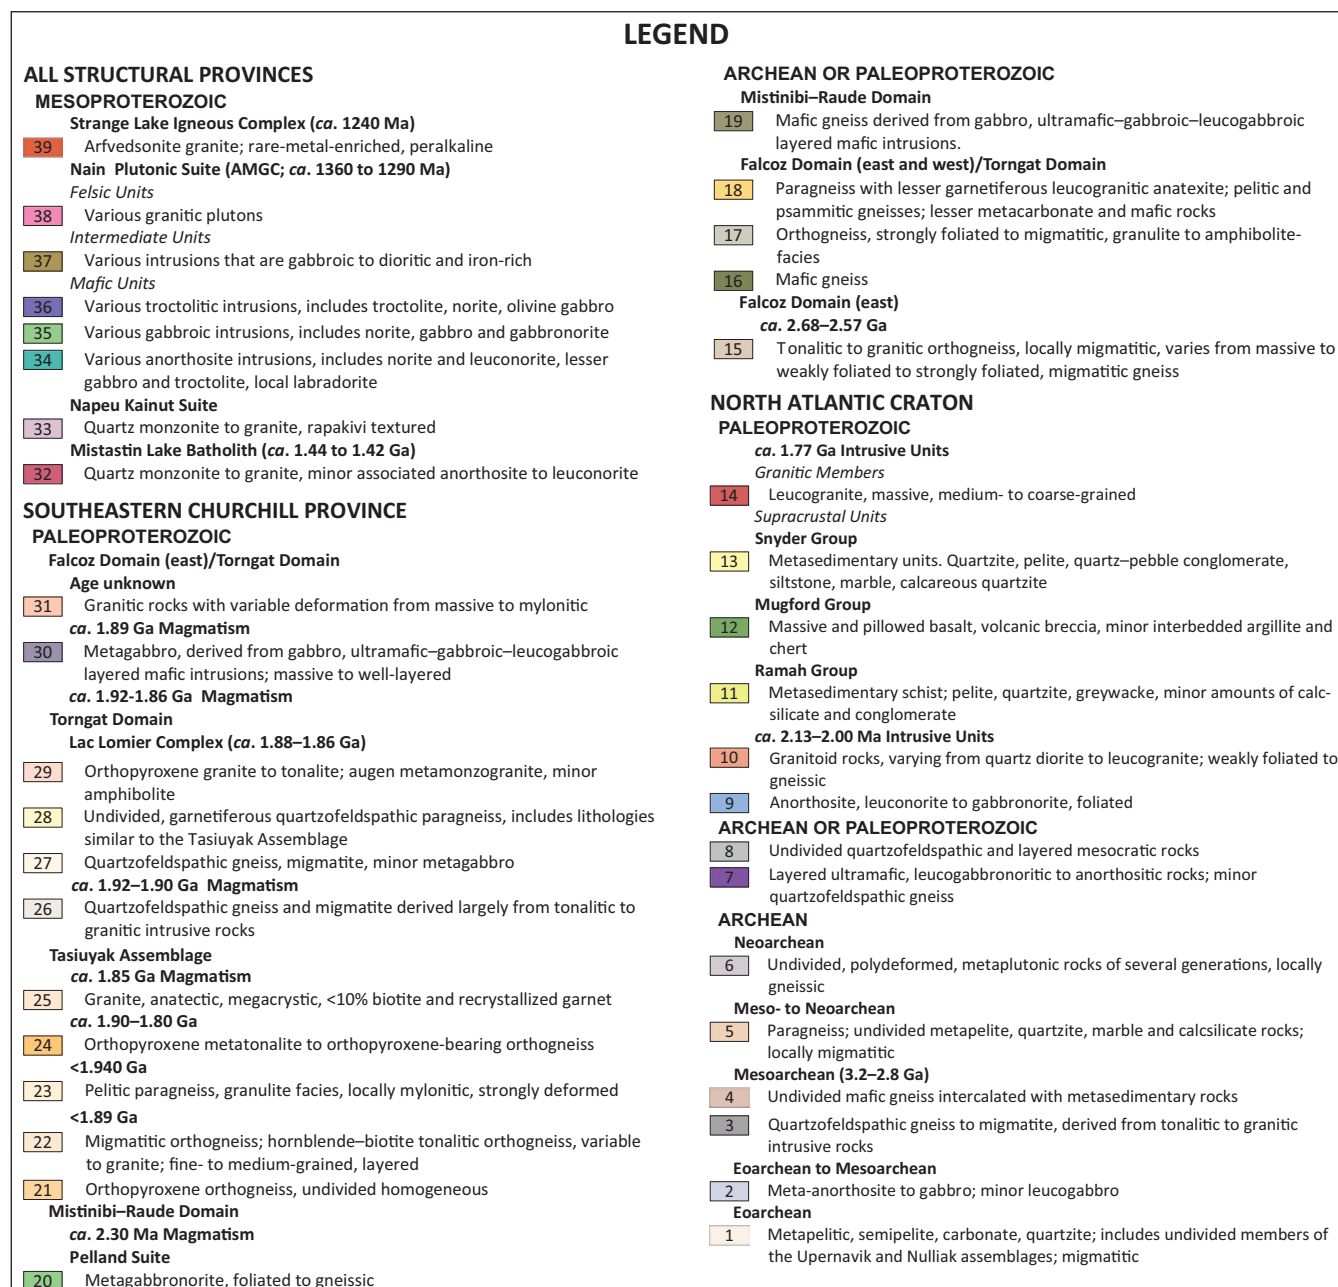 LEGEND
ALL STRUCTURAL PROVINCES
MESOPROTEROZOIC
Strange Lake Igneous Complex (ca. 1240 Ma)
39 Arfvedsonite granite; rare-metal-enriched, peralkaline
Nain Plutonic Suite (AMGC; ca. 1360 to 1290 Ma)
Felsic Units
38 Various granitic plutons
Intermediate Units
37 Various intrusions that are gabbroic to dioritic and iron-rich
Mafic Units
36 Various troctolitic intrusions, includes troctolite, norite, olivine gabbro
35 Various gabbroic intrusions, includes norite, gabbro and gabbronorite
34 Various anorthosite intrusions, includes norite and leuconorite, lesser
gabbro and troctolite, local labradorite
Napeu Kainut Suite
33 Quartz monzonite to granite, rapakivi textured
Mistastin Lake Batholith (ca. 1.44 to 1.42 Ga)
32 Quartz monzonite to granite, minor associated anorthosite to leuconorite
SOUTHEASTERN CHURCHILL PROVINCE
PALEOPROTEROZOIC
Falcoz Domain (east)/Torngat Domain
Age unknown
31 Granitic rocks with variable deformation from massive to mylonitic
ca. 1.89 Ga Magmatism
30 Metagabbro, derived from gabbro, ultramafic–gabbroic–leucogabbroic
layered mafic intrusions; massive to well-layered
ca. 1.92-1.86 Ga Magmatism
Torngat Domain
Lac Lomier Complex (ca. 1.88–1.86 Ga)
29 Orthopyroxene granite to tonalite; augen metamonzogranite, minor
amphibolite
28 Undivided, garnetiferous quartzofeldspathic paragneiss, includes lithologies
similar to the Tasiuyak Assemblage
27 Quartzofeldspathic gneiss, migmatite, minor metagabbro
ca. 1.92–1.90 Ga Magmatism
26 Quartzofeldspathic gneiss and migmatite derived largely from tonalitic to
granitic intrusive rocks
Tasiuyak Assemblage
ca. 1.85 Ga Magmatism
25 Granite, anatectic, megacrystic, <10% biotite and recrystallized garnet
ca. 1.90–1.80 Ga
24 Orthopyroxene metatonalite to orthopyroxene-bearing orthogneiss
<1.940 Ga
23 Pelitic paragneiss, granulite facies, locally mylonitic, strongly deformed
<1.89 Ga
22 Migmatitic orthogneiss; hornblende–biotite tonalitic orthogneiss, variable
to granite; fine- to medium-grained, layered
21 Orthopyroxene orthogneiss, undivided homogeneous
Mistinibi–Raude Domain
ca. 2.30 Ma Magmatism
Pelland Suite
20 Metagabbronorite, foliated to gneissic
ARCHEAN OR PALEOPROTEROZOIC
Mistinibi–Raude Domain
19 Mafic gneiss derived from gabbro, ultramafic–gabbroic–leucogabbroic
layered mafic intrusions.
Falcoz Domain (east and west)/Torngat Domain
18 Paragneiss with lesser garnetiferous leucogranitic anatexite; pelitic and
psammitic gneisses; lesser metacarbonate and mafic rocks
17 Orthogneiss, strongly foliated to migmatitic, granulite to amphibolite-
facies
16 Mafic gneiss
Falcoz Domain (east)
ca. 2.68–2.57 Ga
15 Tonalitic to granitic orthogneiss, locally migmatitic, varies from massive to
weakly foliated to strongly foliated, migmatitic gneiss
NORTH ATLANTIC CRATON
PALEOPROTEROZOIC
ca. 1.77 Ga Intrusive Units
Granitic Members
14 Leucogranite, massive, medium- to coarse-grained
Supracrustal Units
Snyder Group
13 Metasedimentary units. Quartzite, pelite, quartz–pebble conglomerate,
siltstone, marble, calcareous quartzite
Mugford Group
12 Massive and pillowed basalt, volcanic breccia, minor interbedded argillite and
chert
Ramah Group
11 Metasedimentary schist; pelite, quartzite, greywacke, minor amounts of calc-
silicate and conglomerate
ca. 2.13–2.00 Ma Intrusive Units
10 Granitoid rocks, varying from quartz diorite to leucogranite; weakly foliated to
gneissic
9 Anorthosite, leuconorite to gabbronorite, foliated
ARCHEAN OR PALEOPROTEROZOIC
8 Undivided quartzofeldspathic and layered mesocratic rocks
7 Layered ultramafic, leucogabbronoritic to anorthositic rocks; minor
quartzofeldspathic gneiss
ARCHEAN
Neoarchean
6 Undivided, polydeformed, metaplutonic rocks of several generations, locally
gneissic
Meso- to Neoarchean
5 Paragneiss; undivided metapelite, quartzite, marble and calcsilicate rocks;
locally migmatitic
Mesoarchean (3.2–2.8 Ga)
4 Undivided mafic gneiss intercalated with metasedimentary rocks
3 Quartzofeldspathic gneiss to migmatite, derived from tonalitic to granitic
intrusive rocks
Eoarchean to Mesoarchean
2 Meta-anorthosite to gabbro; minor leucogabbro
Eoarchean
1 Metapelitic, semipelite, carbonate, quartzite; includes undivided members of
the Upernavik and Nulliak assemblages; migmatitic